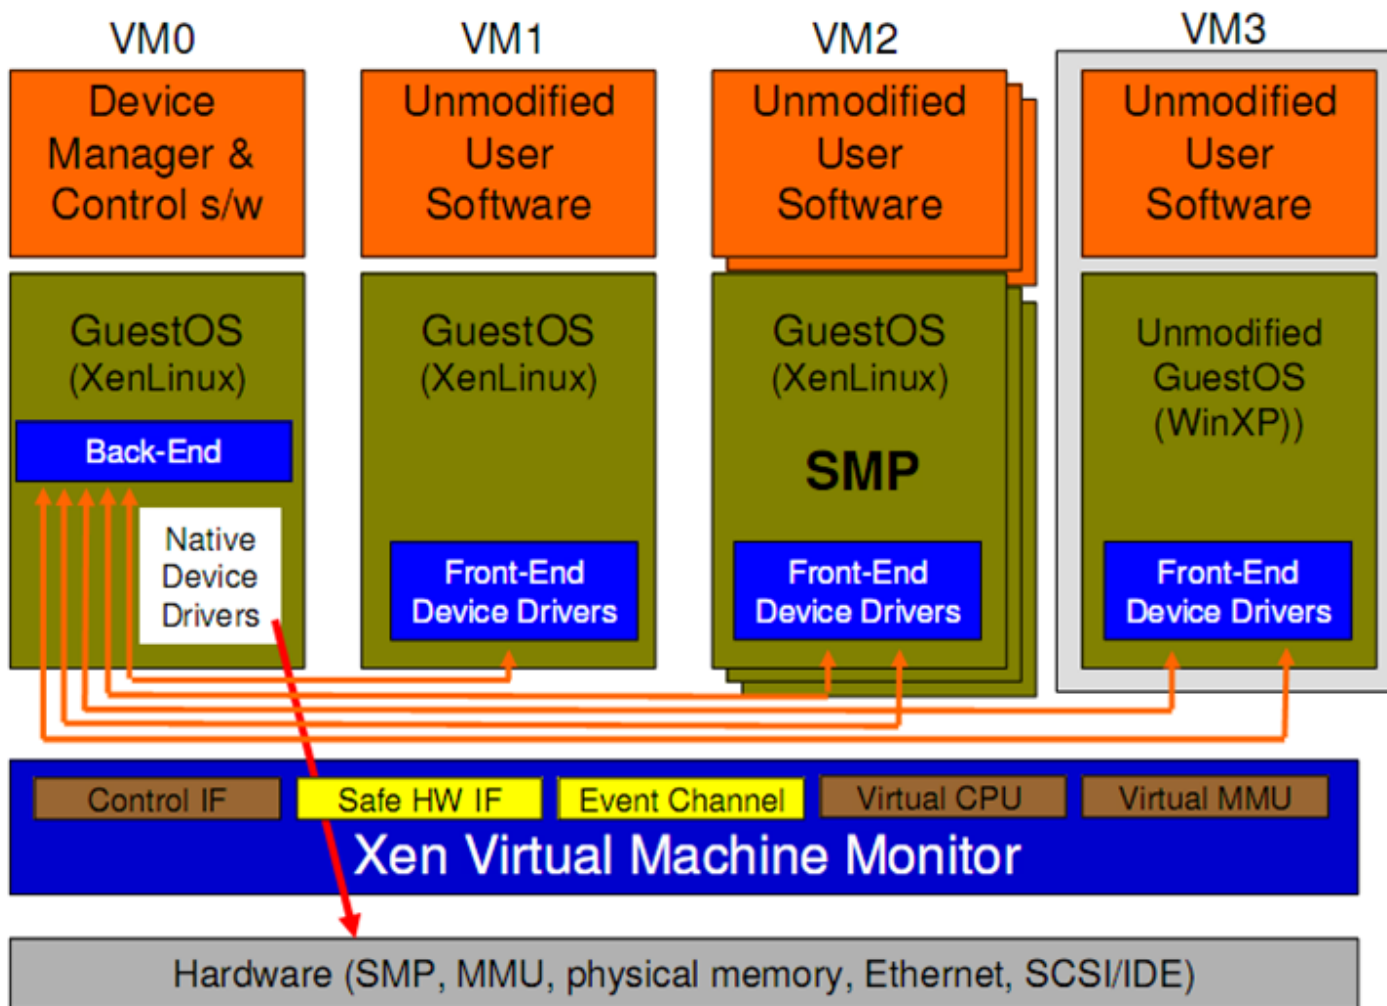 VM0
Device
Manager &
Control s/w
GuestOS
(XenLinux)
Back-End
Native
Device
Drivers
VM1
Unmodified
User
Software
GuestOS
(XenLinux)
Front-End
Device Drivers
VM2
Unmodified
User
Software
GuestOS
(XenLinux)
SMP
Front-End
Device Drivers
VM3
Unmodified
User
Software
Unmodified
GuestOS
(WinXP))
Front-End
Device Drivers
Control IF
Safe HW IF
Event Channel
Virtual CPU
Virtual MMU
Xen Virtual Machine Monitor
Hardware (SMP, MMU, physical memory, Ethernet, SCSI/IDE)